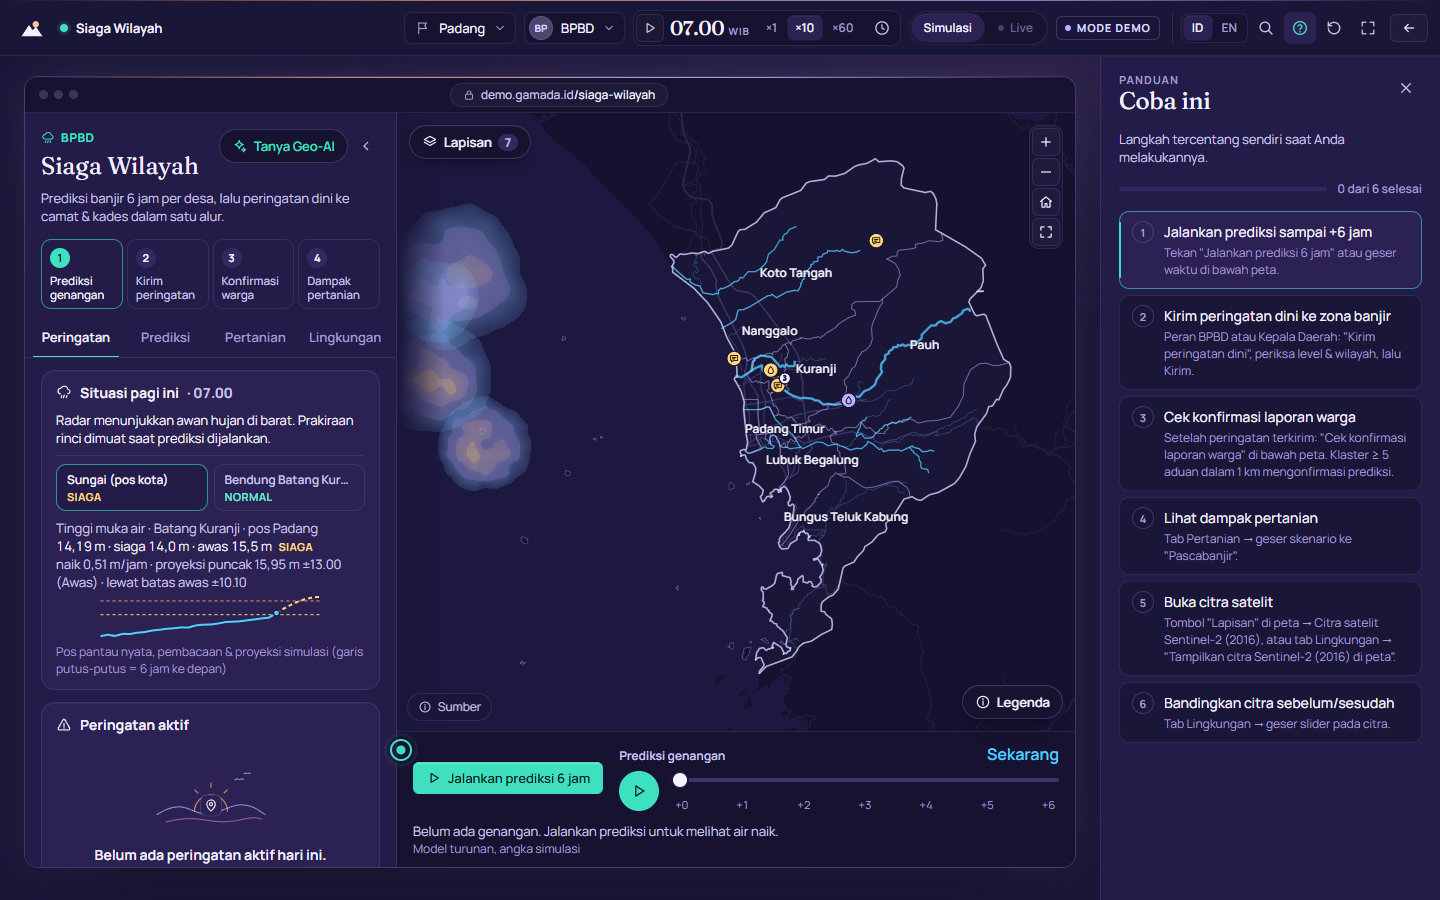 Siaga Wilayah
Padang
BP BPBD
07.00 WIB
×1 ×10 ×60
Simulasi
Live
MODE DEMO
ID EN
demo.gamada.id/siaga-wilayah
BPBD
Siaga Wilayah
Tanya Geo-AI
Prediksi banjir 6 jam per desa, lalu peringatan dini ke
camat & kades dalam satu alur.
1
Prediksi
genangan
2
Kirim
peringatan
3
Konfirmasi
warga
4
Dampak
pertanian
Peringatan Prediksi Pertanian Lingkungan
Situasi pagi ini · 07.00
Radar menunjukkan awan hujan di barat. Prakiraan
rinci dimuat saat prediksi dijalankan.
Sungai (pos kota)
SIAGA
Bendung Batang Kur...
NORMAL
Tinggi muka air · Batang Kuranji · pos Padang
14,19 m · siaga 14,0 m · awas 15,5 m SIAGA
naik 0,51 m/jam · proyeksi puncak 15,95 m ±13.00
(Awas) · lewat batas awas ±10.10
Pos pantau nyata, pembacaan & proyeksi simulasi (garis
putus-putus = 6 jam ke depan)
Peringatan aktif
Belum ada peringatan aktif hari ini.
Lapisan 7
Koto Tangah
Nanggalo
Pauh
Kuranji
3
Padang Timur
Lubuk Begalung
Bungus Teluk Kabung
Sumber
Legenda
Jalankan prediksi 6 jam
Prediksi genangan
Sekarang
+0 +1 +2 +3 +4 +5 +6
Belum ada genangan. Jalankan prediksi untuk melihat air naik.
Model turunan, angka simulasi
PANDUAN
Coba ini
Langkah tercentang sendiri saat Anda
melakukannya.
0 dari 6 selesai
1 Jalankan prediksi sampai +6 jam
Tekan "Jalankan prediksi 6 jam" atau geser
waktu di bawah peta.
2 Kirim peringatan dini ke zona banjir
Peran BPBD atau Kepala Daerah: "Kirim
peringatan dini", periksa level & wilayah, lalu
Kirim.
3 Cek konfirmasi laporan warga
Setelah peringatan terkirim: "Cek konfirmasi
laporan warga" di bawah peta. Klaster ≥ 5
aduan dalam 1 km mengonfirmasi prediksi.
4 Lihat dampak pertanian
Tab Pertanian → geser skenario ke
"Pascabanjir".
5 Buka citra satelit
Tombol "Lapisan" di peta → Citra satelit
Sentinel-2 (2016), atau tab Lingkungan →
"Tampilkan citra Sentinel-2 (2016) di peta".
6 Bandingkan citra sebelum/sesudah
Tab Lingkungan → geser slider pada citra.